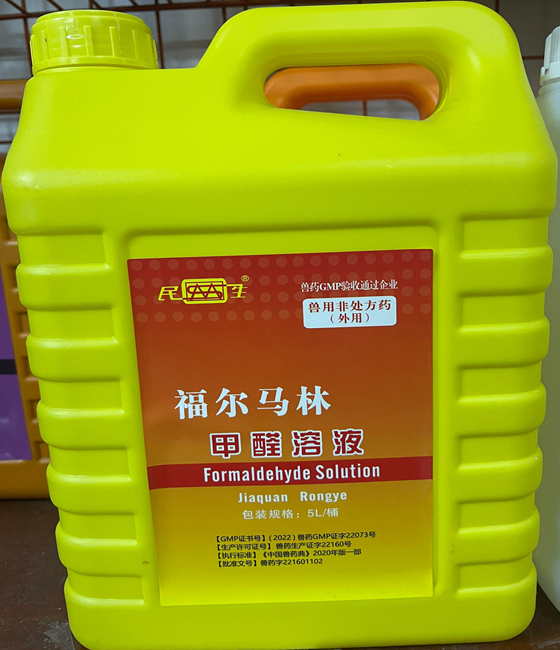 民生®
兽药GMP验收通过企业
兽用非处方药
（外用）
福尔马林
甲醛溶液
Formaldehyde Solution
Jiaquan Rongye
包装规格：5L/桶
【GMP证书号】(2022)兽药GMP证字22073号
【生产许可证号】兽药生产证字22160号
【执行标准】《中国兽药典》2020年版一部
【批准文号】兽药字221601102